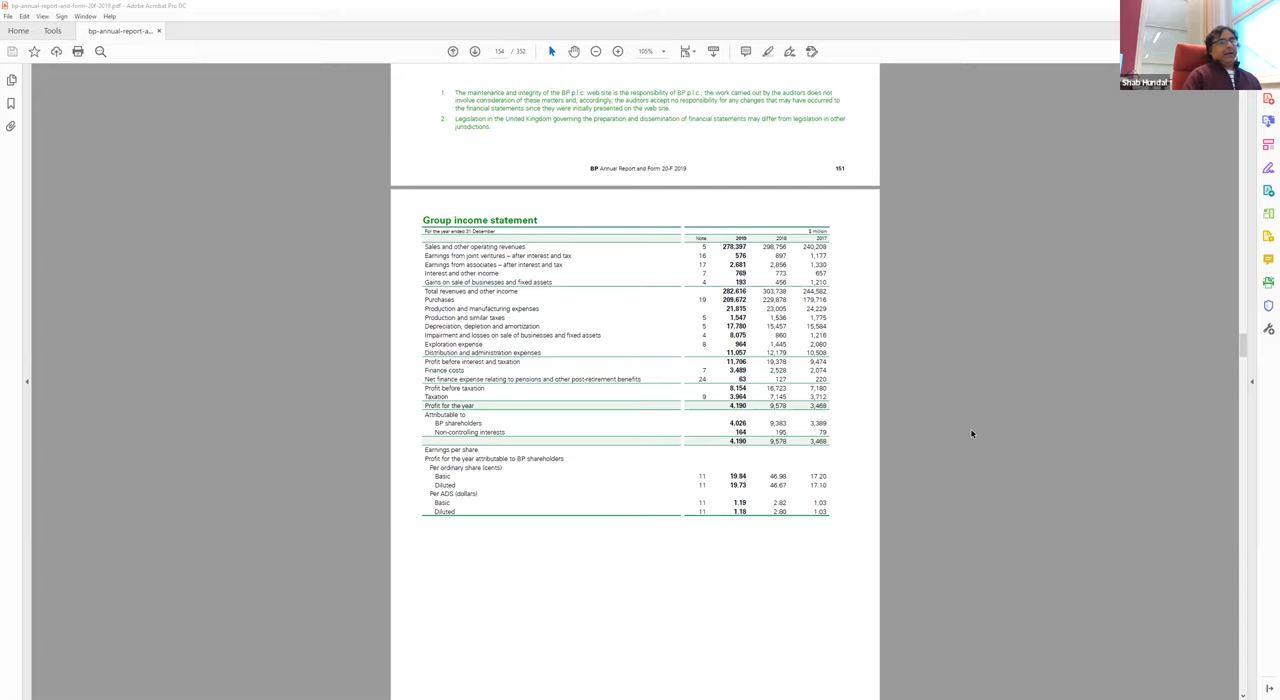 bp-annual-report-and-form-20f-2019.pdf - Adobe Acrobat Pro DC
File Edit View Sign Window Help
Home Tools bp-annual-report-a... ×
154 / 352 105%
Shab Hundal
1. The maintenance and integrity of the BP p.l.c. web site is the responsibility of BP p.l.c.; the work carried out by the auditors does not
involve consideration of these matters and, accordingly, the auditors accept no responsibility for any changes that may have occurred to
the financial statements since they were initially presented on the web site.
2. Legislation in the United Kingdom governing the preparation and dissemination of financial statements may differ from legislation in other
jurisdictions.
BP Annual Report and Form 20-F 2019 151
Group income statement
For the year ended 31 December $ million
Note 2019 2018 2017
Sales and other operating revenues 5 278,397 298,756 240,208
Earnings from joint ventures – after interest and tax 16 576 897 1,177
Earnings from associates – after interest and tax 17 2,681 2,856 1,330
Interest and other income 7 769 773 657
Gains on sale of businesses and fixed assets 4 193 456 1,210
Total revenues and other income 282,616 303,738 244,582
Purchases 19 209,672 229,878 179,716
Production and manufacturing expenses 21,815 23,005 24,229
Production and similar taxes 5 1,547 1,536 1,775
Depreciation, depletion and amortization 5 17,780 15,457 15,584
Impairment and losses on sale of businesses and fixed assets 4 8,075 860 1,216
Exploration expense 8 964 1,445 2,080
Distribution and administration expenses 11,057 12,179 10,508
Profit before interest and taxation 11,706 19,378 9,474
Finance costs 7 3,489 2,528 2,074
Net finance expense relating to pensions and other post-retirement benefits 24 63 127 220
Profit before taxation 8,154 16,723 7,180
Taxation 9 3,964 7,145 3,712
Profit for the year 4,190 9,578 3,468
Attributable to
BP shareholders 4,026 9,383 3,389
Non-controlling interests 164 195 79
4,190 9,578 3,468
Earnings per share
Profit for the year attributable to BP shareholders
Per ordinary share (cents)
Basic 11 19.84 46.98 17.20
Diluted 11 19.73 46.67 17.10
Per ADS (dollars)
Basic 11 1.19 2.82 1.03
Diluted 11 1.18 2.80 1.03